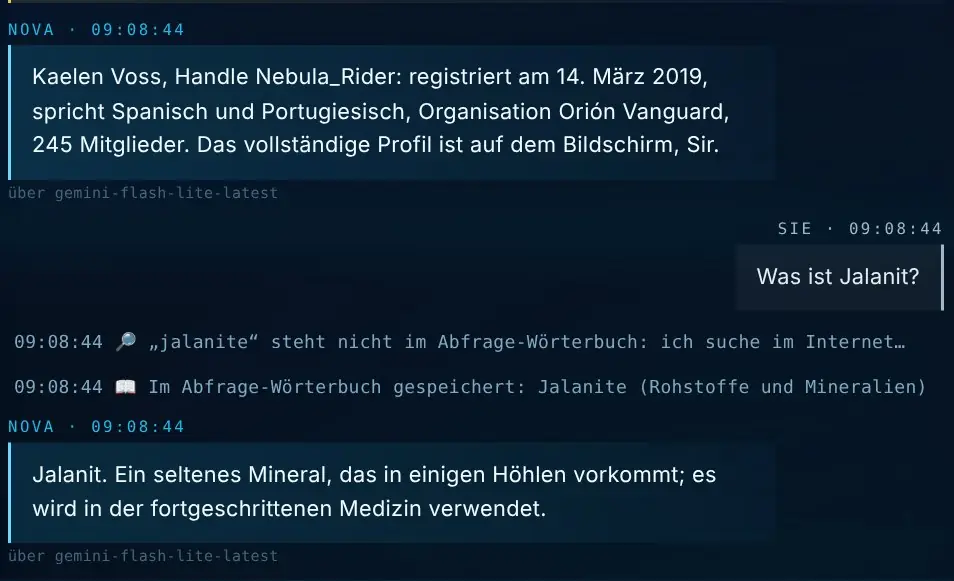 NOVA · 09:08:44
Kaelen Voss, Handle Nebula_Rider: registriert am 14. März 2019,
spricht Spanisch und Portugiesisch, Organisation Orión Vanguard,
245 Mitglieder. Das vollständige Profil ist auf dem Bildschirm, Sir.
über gemini-flash-lite-latest
SIE · 09:08:44
Was ist Jalanit?
09:08:44 🔎 „jalanite“ steht nicht im Abfrage-Wörterbuch: ich suche im Internet…
09:08:44 📖 Im Abfrage-Wörterbuch gespeichert: Jalanite (Rohstoffe und Mineralien)
NOVA · 09:08:44
Jalanit. Ein seltenes Mineral, das in einigen Höhlen vorkommt; es
wird in der fortgeschrittenen Medizin verwendet.
über gemini-flash-lite-latest